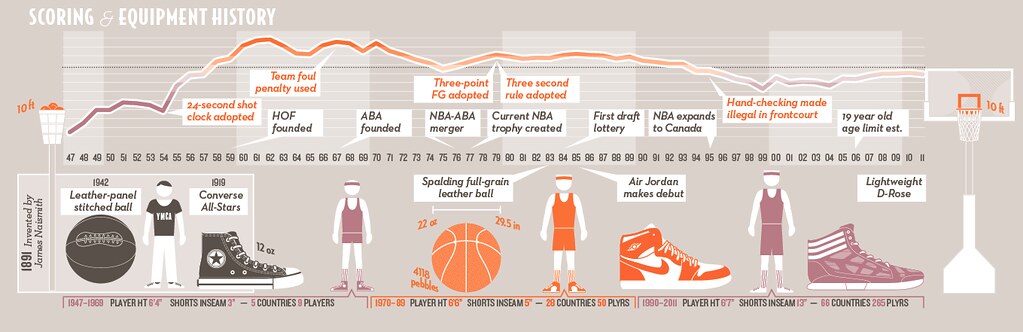 SCORING & EQUIPMENT HISTORY
10 ft
Team foul
penalty used
24-second shot
clock adopted
Three-point
FG adopted
Three second
rule adopted
Hand-checking made
illegal in frontcourt
10 ft
HOF
founded
ABA
founded
NBA-ABA
merger
Current NBA
trophy created
First draft
lottery
NBA expands
to Canada
19 year old
age limit est.
47 48 49 50 51 52 53 54 55 56 57 58 59 60 61 62 63 64 65 66 67 68 69 70 71 72 73 74 75 76 77 78 79 80 81 82 83 84 85 86 87 88 89 90 91 92 93 94 95 96 97 98 99 00 01 02 03 04 05 06 07 08 09 10 11
1891 Invented by
James Naismith
1942
Leather-panel
stitched ball
YMCA
1919
Converse
All-Stars
12 oz
Spalding full-grain
leather ball
22 oz
29.5 in
4118
pebbles
Air Jordan
makes debut
Lightweight
D-Rose
1947-1969 PLAYER HT 6'4" SHORTS INSEAM 3" — 5 COUNTRIES 9 PLAYERS
1970-89 PLAYER HT 6'6" SHORTS INSEAM 5" — 28 COUNTRIES 50 PLYRS
1990-2011 PLAYER HT 6'7" SHORTS INSEAM 13" — 66 COUNTRIES 265 PLYRS